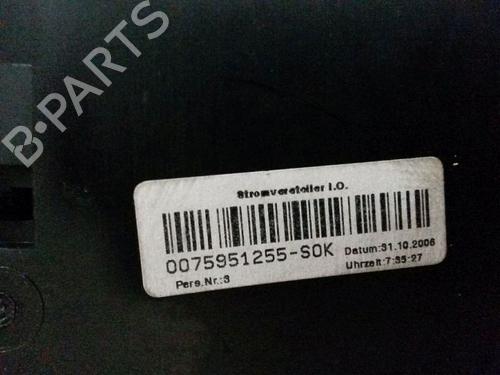 B-PARTS
Stromverteiler I.O.
0075951255-S0K
Datum:31.10.2006
Uhrzeit:7:35:27
Pers.Nr.:3